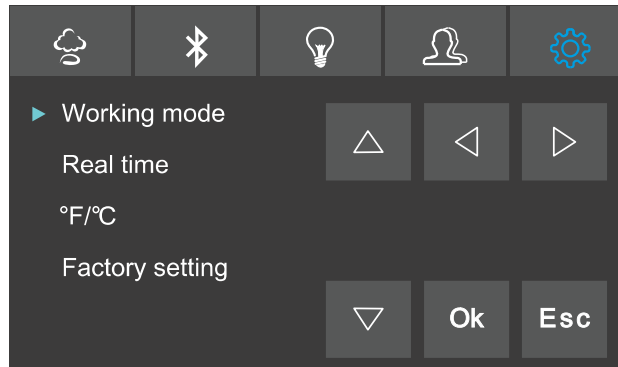 Working mode
Real time
°F/℃
Factory setting
Ok
Esc